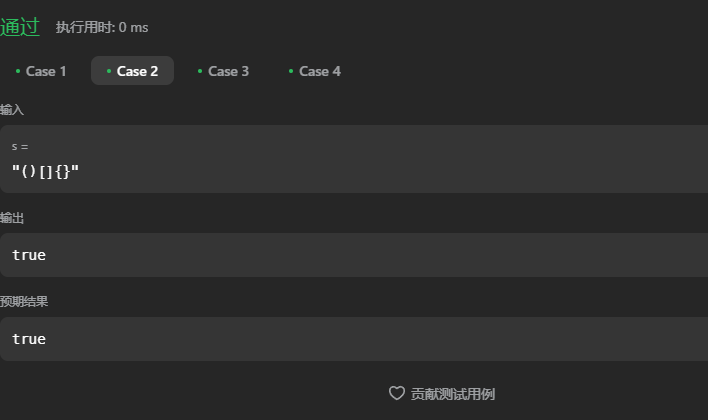 通过 执行用时: 0 ms
Case 1 Case 2 Case 3 Case 4
输入
s =
"()[]{}"
输出
true
预期结果
true
贡献测试用例